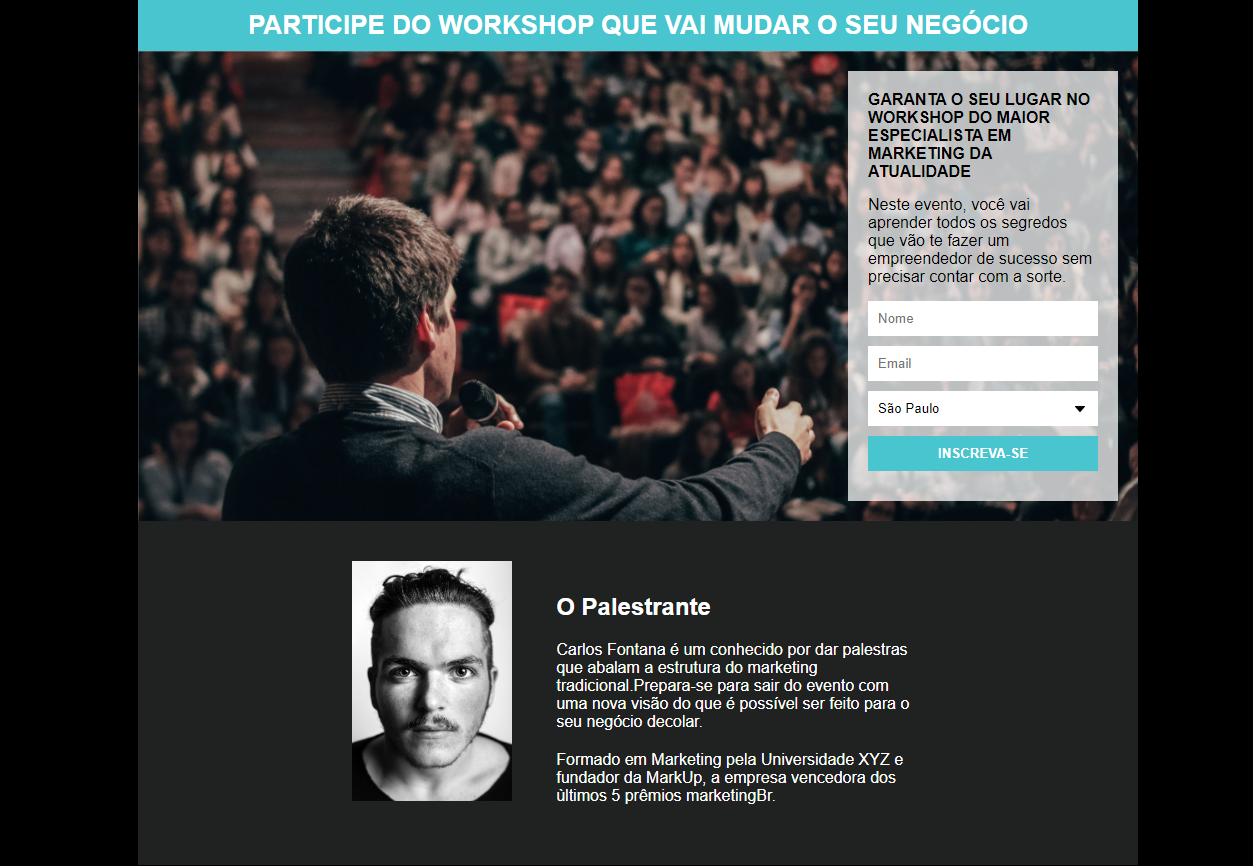 PARTICIPE DO WORKSHOP QUE VAI MUDAR O SEU NEGÓCIO
GARANTA O SEU LUGAR NO
WORKSHOP DO MAIOR
ESPECIALISTA EM
MARKETING DA
ATUALIDADE
Neste evento, você vai
aprender todos os segredos
que vão te fazer um
empreendedor de sucesso sem
precisar contar com a sorte.
Nome
Email
São Paulo
INSCREVA-SE
O Palestrante
Carlos Fontana é um conhecido por dar palestras
que abalam a estrutura do marketing
tradicional.Prepara-se para sair do evento com
uma nova visão do que é possível ser feito para o
seu negócio decolar.
Formado em Marketing pela Universidade XYZ e
fundador da MarkUp, a empresa vencedora dos
ùltimos 5 prêmios marketingBr.